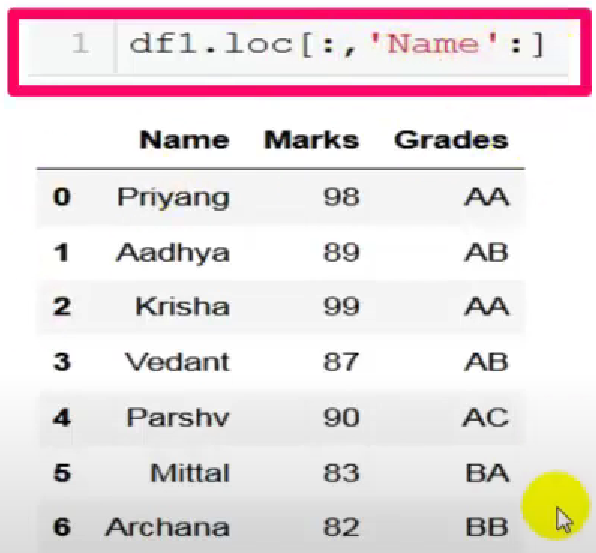 1 df1.loc[:,'Name':]
Name Marks Grades
0 Priyang 98 AA
1 Aadhya 89 AB
2 Krisha 99 AA
3 Vedant 87 AB
4 Parshv 90 AC
5 Mittal 83 BA
6 Archana 82 BB